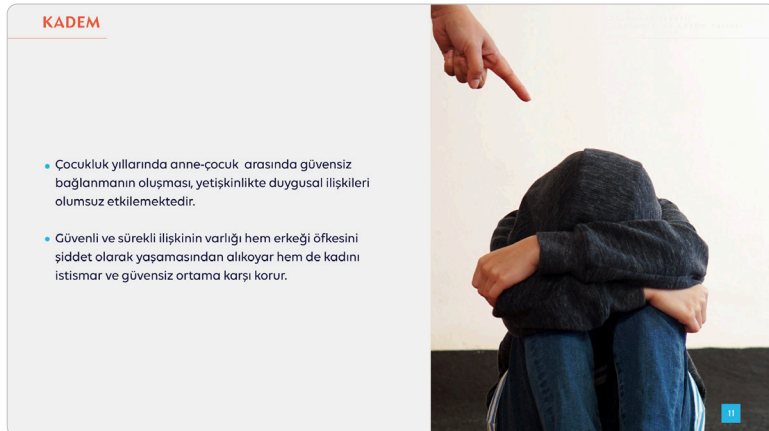 KADEM
• Çocukluk yıllarında anne-çocuk arasında güvensiz
bağlanmanın oluşması, yetişkinlikte duygusal ilişkileri
olumsuz etkilemektedir.
• Güvenli ve sürekli ilişkinin varlığı hem erkeği öfkesini
şiddet olarak yaşamasından alıkoyar hem de kadını
istismar ve güvensiz ortama karşı korur.
11